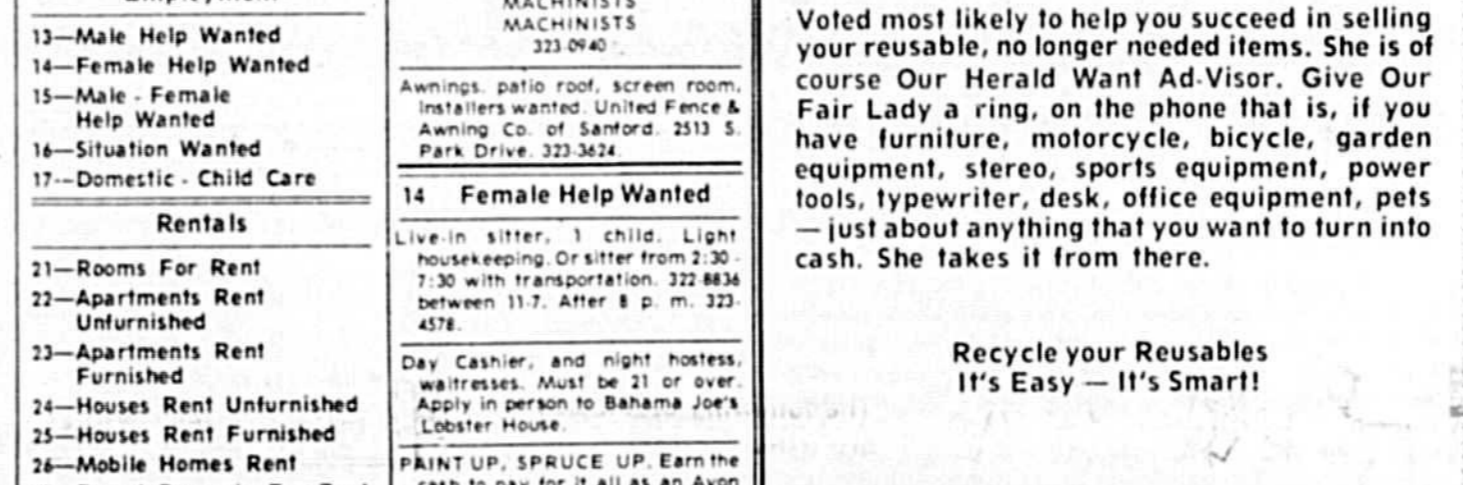 13—Male Help Wanted
14—Female Help Wanted
15—Male - Female
Help Wanted
16—Situation Wanted
17--Domestic - Child Care
Rentals
21—Rooms For Rent
22—Apartments Rent
Unfurnished
23—Apartments Rent
Furnished
24—Houses Rent Unfurnished
25—Houses Rent Furnished
26—Mobile Homes Rent
MACHINISTS
MACHINISTS
323-0940
Awnings, patio roof, screen room,
Installers wanted. United Fence &
Awning Co. of Sanford. 2513 S.
Park Drive. 323-3624.
14 Female Help Wanted
Live-in sitter, 1 child. Light
housekeeping. Or sitter from 2:30 -
7:30 with transportation. 322-8836
between 11-7. After 8 p. m. 323-
4578.
Day Cashier, and night hostess,
waitresses. Must be 21 or over.
Apply in person to Bahama Joe's
Lobster House.
PAINT UP, SPRUCE UP. Earn the
cash to pay for it all as an Avon
Voted most likely to help you succeed in selling
your reusable, no longer needed items. She is of
course Our Herald Want Ad-Visor. Give Our
Fair Lady a ring, on the phone that is, if you
have furniture, motorcycle, bicycle, garden
equipment, stereo, sports equipment, power
tools, typewriter, desk, office equipment, pets
— just about anything that you want to turn into
cash. She takes it from there.
Recycle your Reusables
It's Easy — It's Smart!